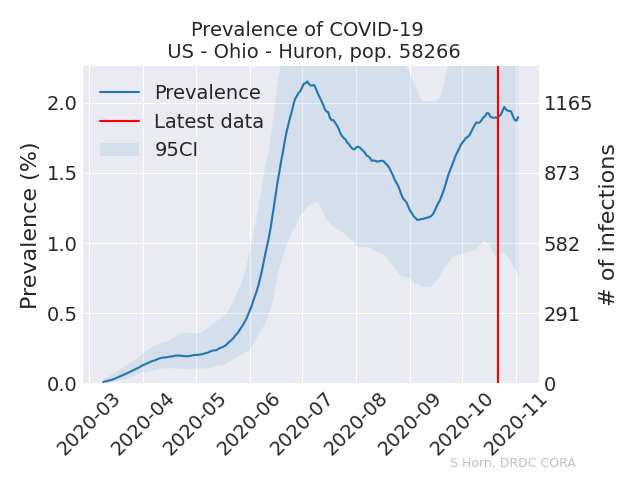 Prevalence of COVID-19
US - Ohio - Huron, pop. 58266
Prevalence
Latest data
95CI
Prevalence (%)
2.0
1.5
1.0
0.5
0.0
# of infections
1165
873
582
291
0
2020-03
2020-04
2020-05
2020-06
2020-07
2020-08
2020-09
2020-10
2020-11
S Horn, DRDC CORA